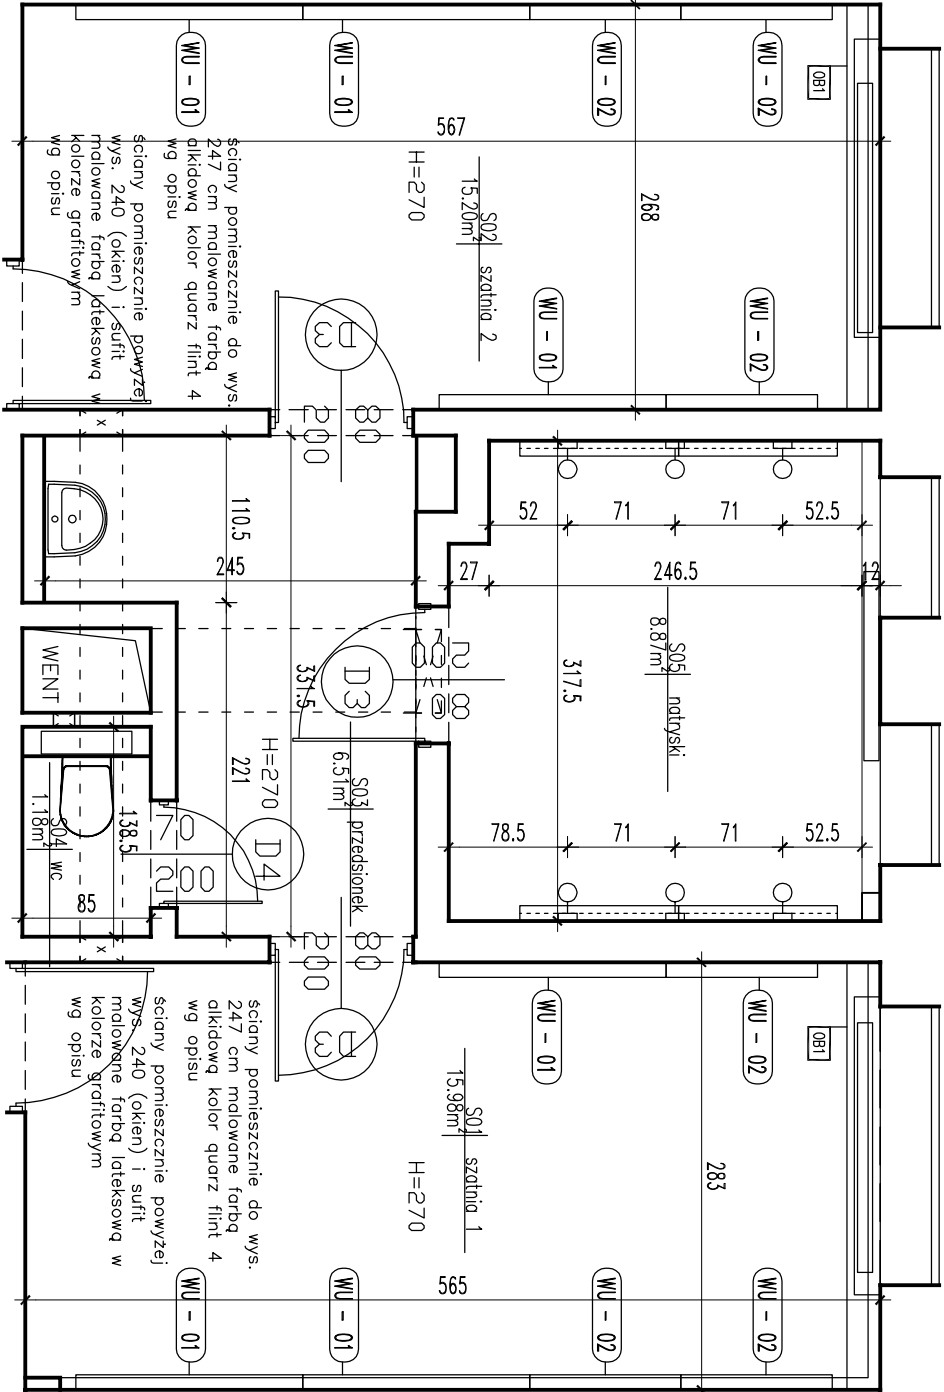 WU - 01
WU - 01
WU - 02
WU - 02
OB1
567
268
ściany pomieszcznie do wys.
247 cm malowane farbą
alkidową kolor quarz flint 4
wg opisu
ściany pomieszcznie powyżej
wys. 240 (okien) i sufit
malowane farbą lateksową w
kolorze grafitowym
wg opisu
H=270
S02 szatnia 2
15.20m²
WU - 01
WU - 02
D3
80
200
x
110.5
245
52
71
71
52.5
27
246.5
12
S05 natryski
8.87m²
317.5
331.5
D3
80
200
WENT
H=270
221
S03 przedsionek
6.51m²
78.5
71
71
52.5
138.5
S04 wc
1.18m²
D4
70
200
85
x
80
200
D3
WU - 01
WU - 02
OB1
ściany pomieszcznie do wys.
247 cm malowane farbą
alkidową kolor quarz flint 4
wg opisu
ściany pomieszcznie powyżej
wys. 240 (okien) i sufit
malowane farbą lateksową w
kolorze grafitowym
wg opisu
S01 szatnia 1
15.98m²
H=270
283
565
WU - 01
WU - 01
WU - 02
WU - 02